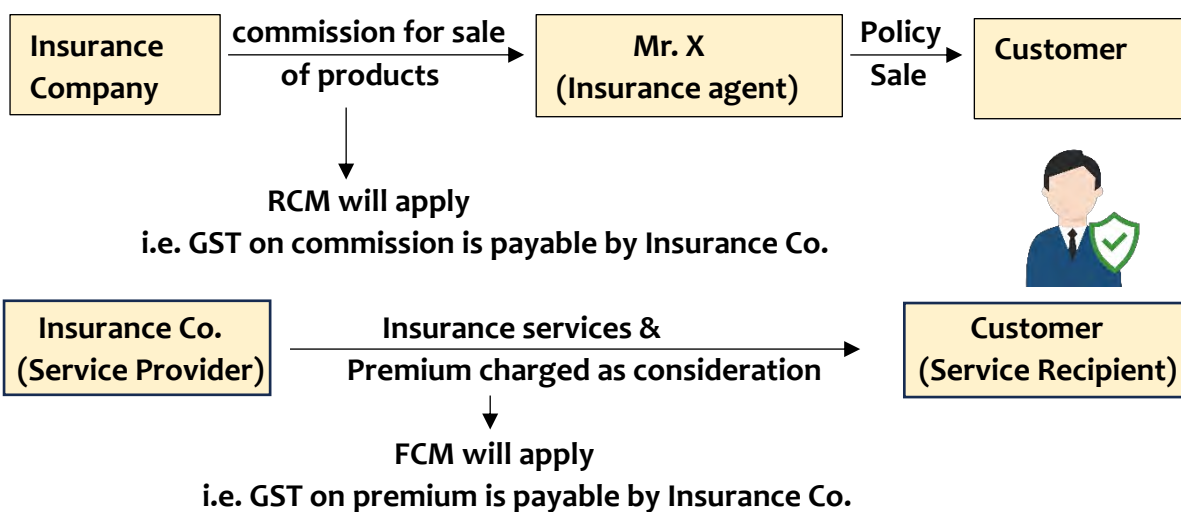 Insurance
Company
commission for sale
of products
Mr. X
(Insurance agent)
Policy
Sale
Customer
RCM will apply
i.e. GST on commission is payable by Insurance Co.
Insurance Co.
(Service Provider)
Insurance services &
Premium charged as consideration
Customer
(Service Recipient)
FCM will apply
i.e. GST on premium is payable by Insurance Co.